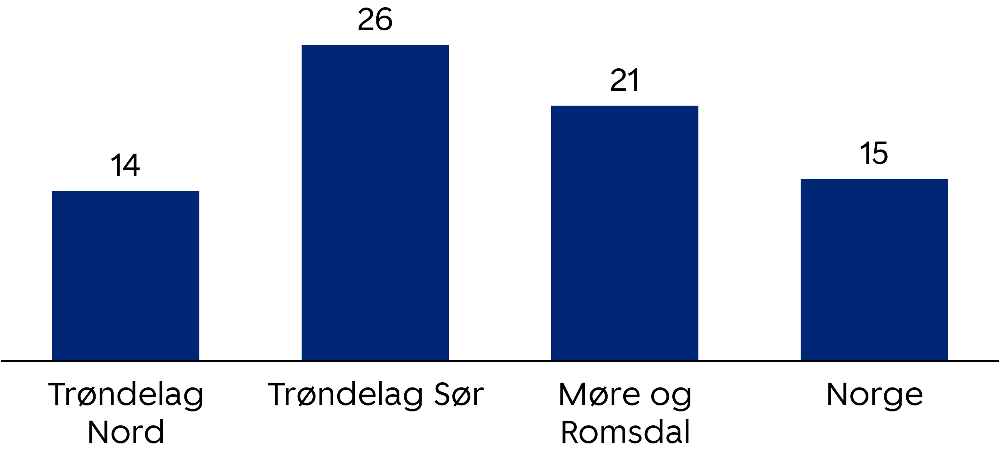 26
21
15
14
Trøndelag Nord
Trøndelag Sør
Møre og Romsdal
Norge